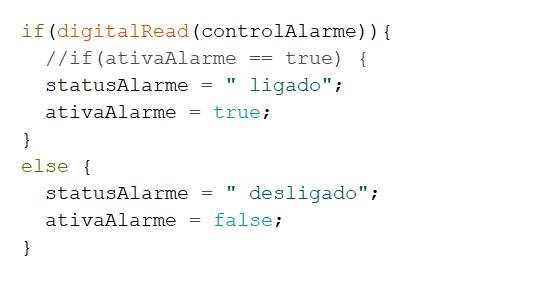 if(digitalRead(controlAlarme)){
  //if(ativaAlarme == true) {
  statusAlarme = " ligado";
  ativaAlarme = true;
}
else {
  statusAlarme = " desligado";
  ativaAlarme = false;
}